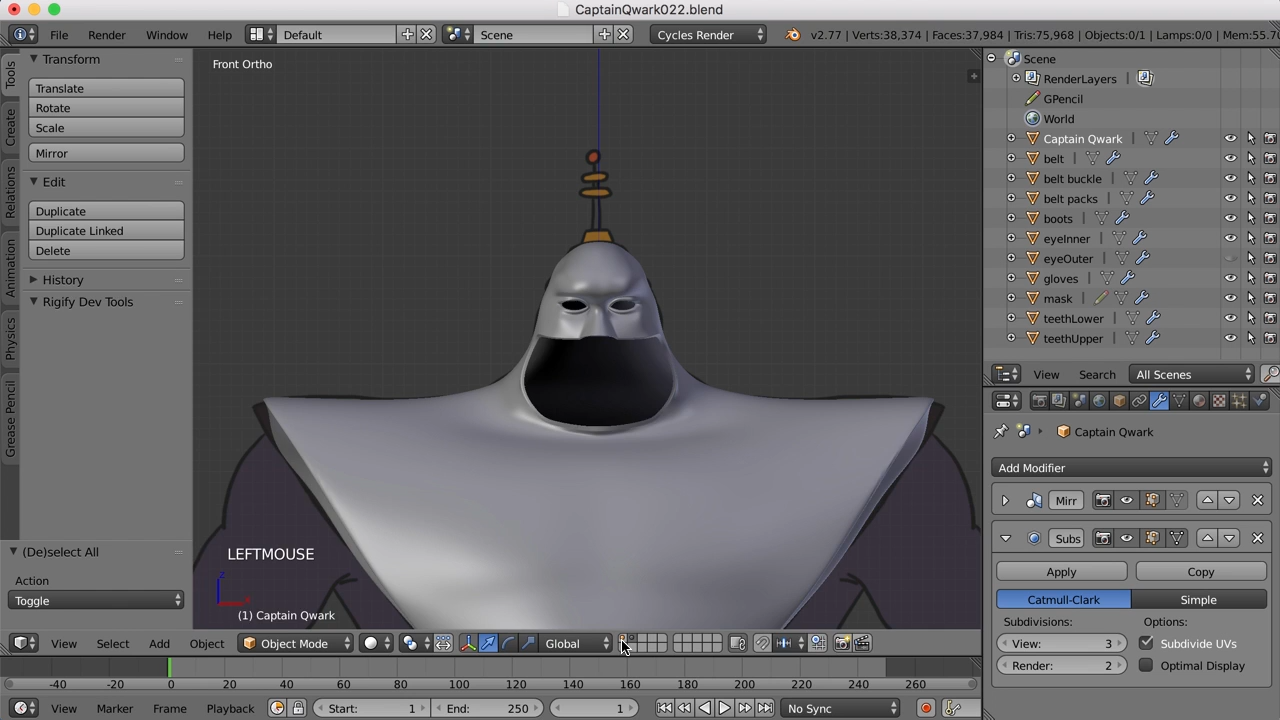 CaptainQwark022.blend
File Render Window Help Default Scene Cycles Render v2.77 | Verts:38,374 | Faces:37,984 | Tris:75,968 | Objects:0/1 | Lamps:0/0 | Mem:55.70
Tools
Create
Relations
Animation
Physics
Grease Pencil
Transform
Translate
Rotate
Scale
Mirror
Edit
Duplicate
Duplicate Linked
Delete
History
Rigify Dev Tools
(De)select All
Action
Toggle
Front Ortho
LEFTMOUSE
(1) Captain Qwark
View Select Add Object Object Mode Global
-40 -20 0 20 40 60 80 100 120 140 160 180 200 220 240 260
View Marker Frame Playback Start: 1 End: 250 1 No Sync
Scene
RenderLayers
GPencil
World
Captain Qwark
belt
belt buckle
belt packs
boots
eyeInner
eyeOuter
gloves
mask
teethLower
teethUpper
View Search All Scenes
Captain Qwark
Add Modifier
Mirr
Subs
Apply Copy
Catmull-Clark Simple
Subdivisions: Options:
View: 3 Subdivide UVs
Render: 2 Optimal Display